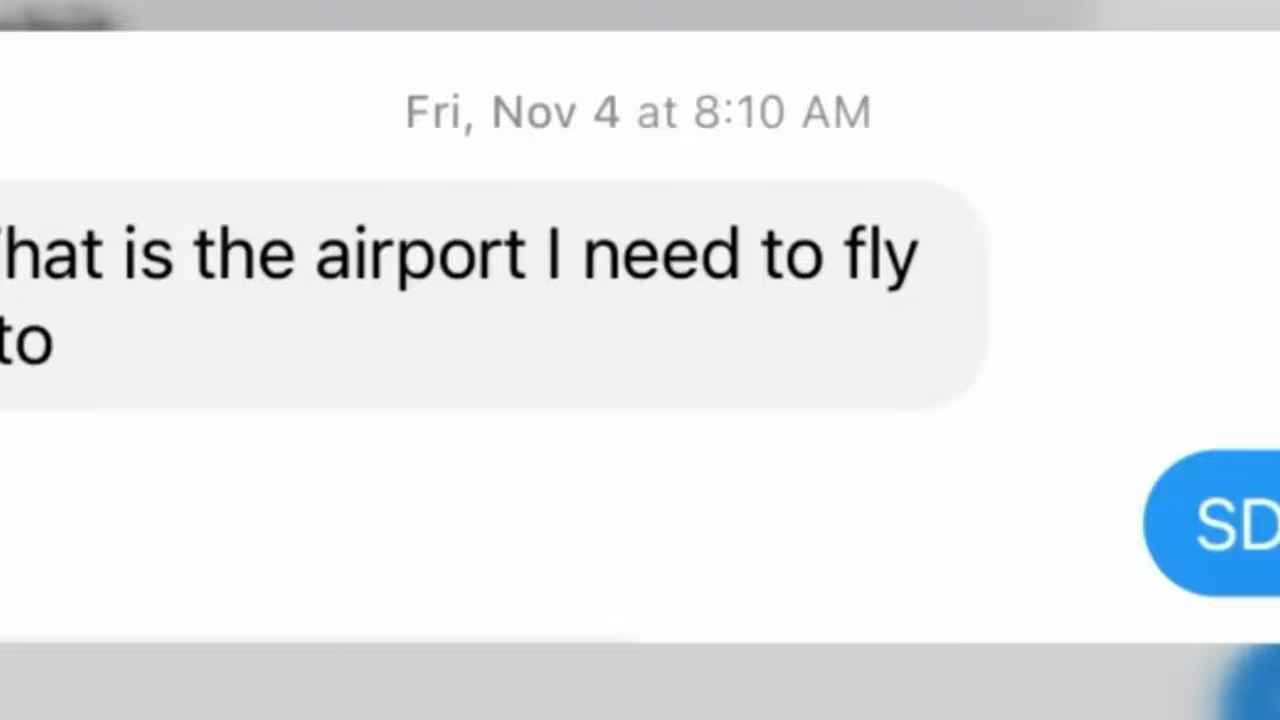 Fri, Nov 4 at 8:10 AM
hat is the airport I need to fly
to
SD